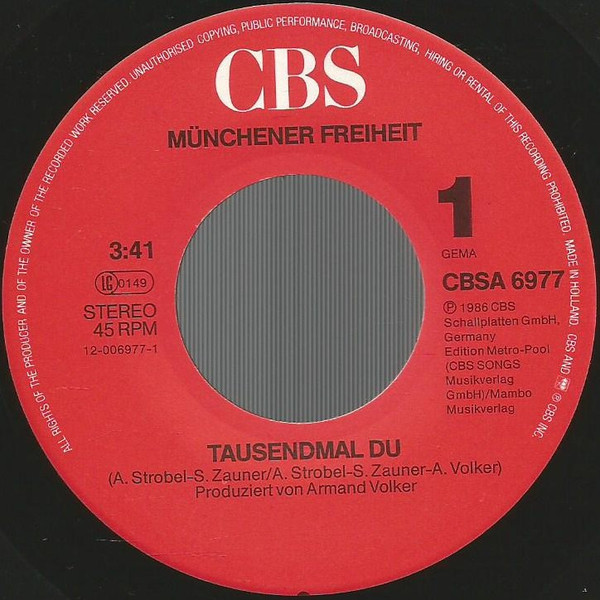 ALL RIGHTS OF THE PRODUCER AND OF THE OWNER OF THE RECORDED WORK RESERVED. UNAUTHORISED COPYING, PUBLIC PERFORMANCE, BROADCASTING, HIRING OR RENTAL OF THIS RECORDING PROHIBITED. MADE IN HOLLAND. CBS AND ® CBS INC.
CBS
MÜNCHENER FREIHEIT
1
GEMA
3:41
LC 0149
STEREO
45 RPM
12-006977-1
CBSA 6977
℗ 1986 CBS
Schallplatten GmbH,
Germany
Edition Metro-Pool
(CBS SONGS
Musikverlag
GmbH)/Mambo
Musikverlag
TAUSENDMAL DU
(A. Strobel-S. Zauner/A. Strobel-S. Zauner-A. Volker)
Produziert von Armand Volker